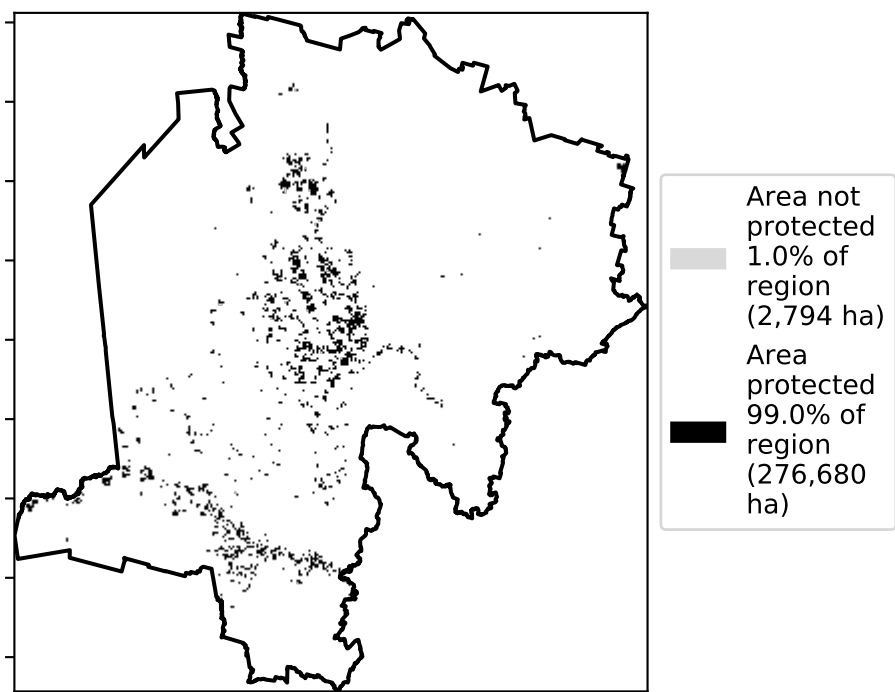 Area not
protected
1.0% of
region
(2,794 ha)
Area
protected
99.0% of
region
(276,680
ha)